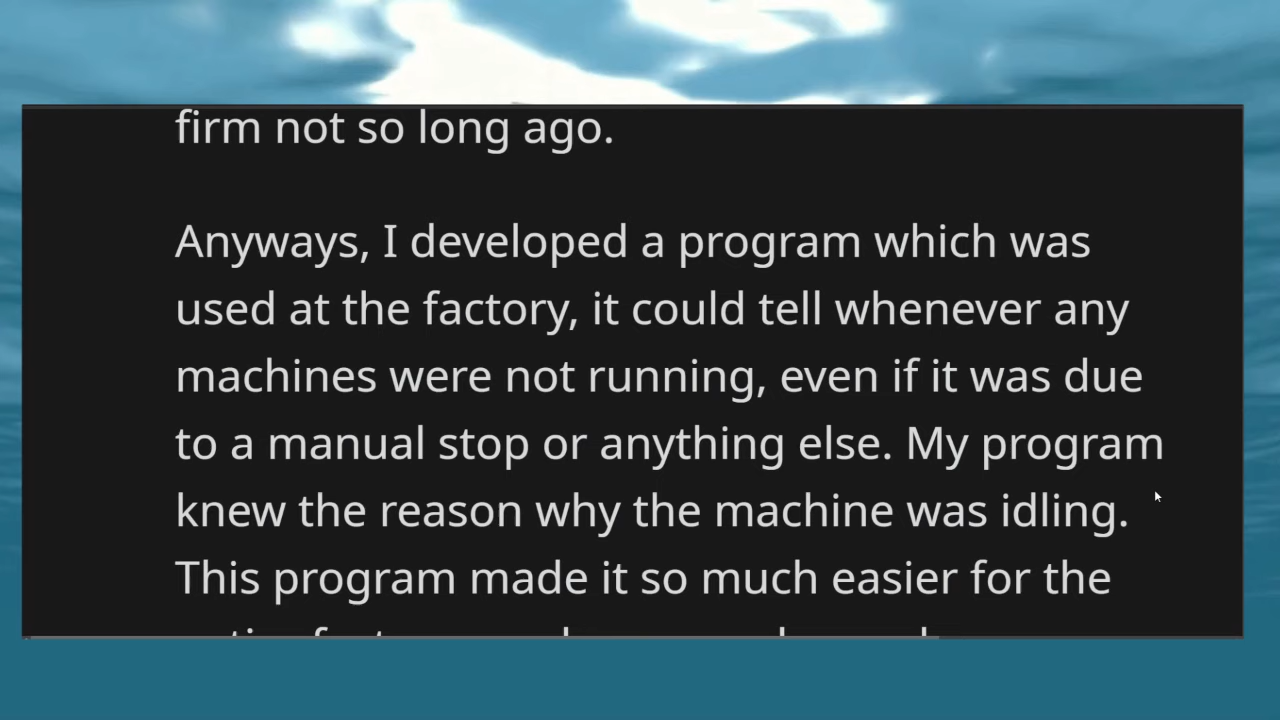 firm not so long ago.
Anyways, I developed a program which was
used at the factory, it could tell whenever any
machines were not running, even if it was due
to a manual stop or anything else. My program
knew the reason why the machine was idling.
This program made it so much easier for the